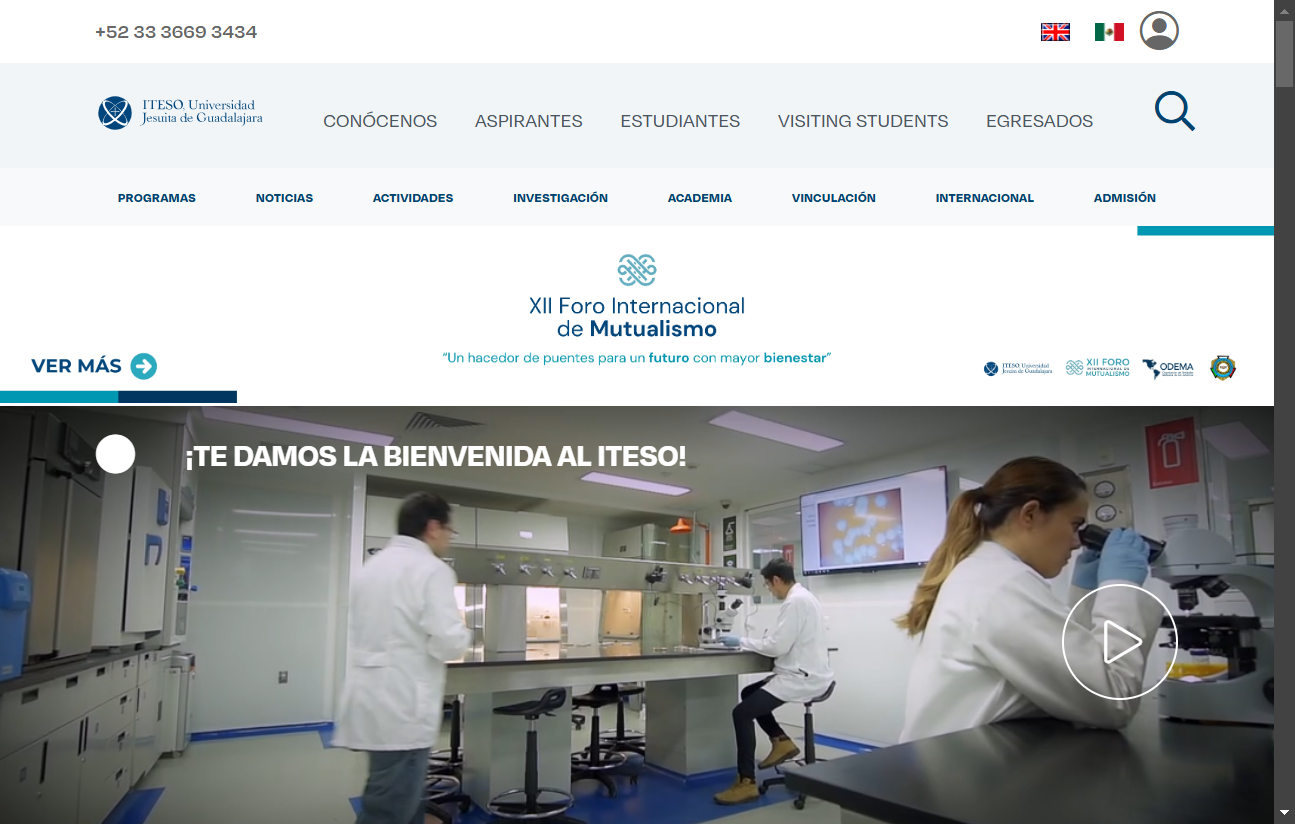 +52 33 3669 3434
ITESO, Universidad
Jesuita de Guadalajara
CONÓCENOS
ASPIRANTES
ESTUDIANTES
VISITING STUDENTS
EGRESADOS
PROGRAMAS
NOTICIAS
ACTIVIDADES
INVESTIGACIÓN
ACADEMIA
VINCULACIÓN
INTERNACIONAL
ADMISIÓN
XII Foro Internacional
de Mutualismo
“Un hacedor de puentes para un futuro con mayor bienestar”
VER MÁS
ITESO, Universidad
Jesuita de Guadalajara
XII FORO
INTERNACIONAL DE
MUTUALISMO
ODEMA
¡TE DAMOS LA BIENVENIDA AL ITESO!